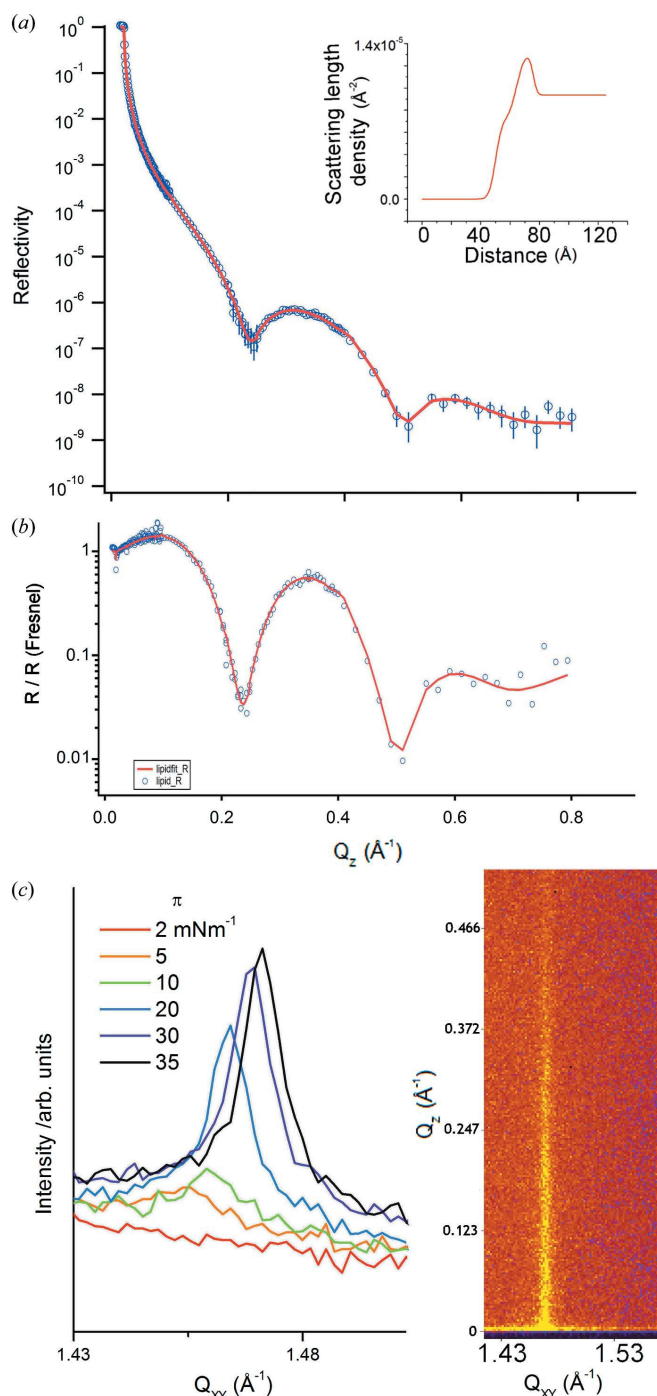 (a)
10⁰
10⁻¹
10⁻²
10⁻³
10⁻⁴
10⁻⁵
10⁻⁶
10⁻⁷
10⁻⁸
10⁻⁹
10⁻¹⁰
Reflectivity
1.4x10⁻⁵
0.0
Scattering length
density (Å⁻²)
0 40 80 120
Distance (Å)
(b)
1
0.1
0.01
R / R (Fresnel)
lipidfit_R
lipid_R
0.0 0.2 0.4 0.6 0.8
Q_z (Å⁻¹)
(c)
π
2 mNm⁻¹
5
10
20
30
35
Intensity /arb. units
1.43 1.48
Q_XY (Å⁻¹)
0.466
0.372
0.247
0.123
0
Q_z (Å⁻¹)
1.43 1.53
Q_XY (Å⁻¹)